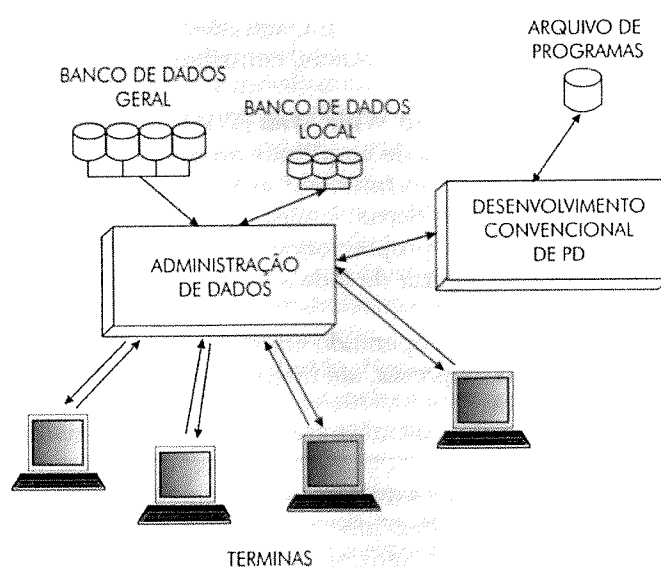 ARQUIVO DE
PROGRAMAS
BANCO DE DADOS
GERAL
BANCO DE DADOS
LOCAL
DESENVOLVIMENTO
CONVENCIONAL
DE PD
ADMINISTRAÇÃO
DE DADOS
TERMINAS